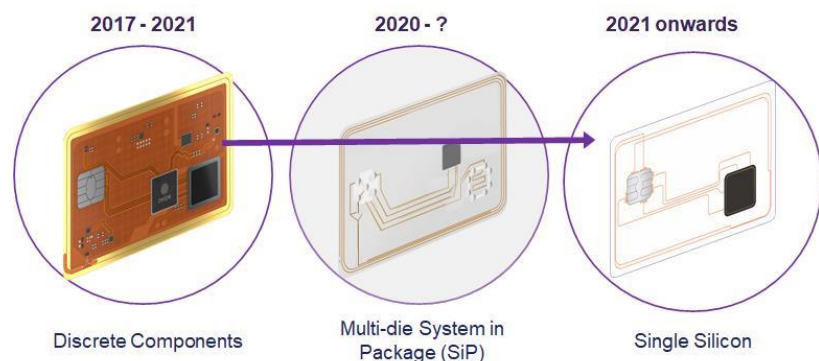 2017 - 2021
2020 - ?
2021 onwards
Discrete Components
Multi-die System in
Package (SiP)
Single Silicon